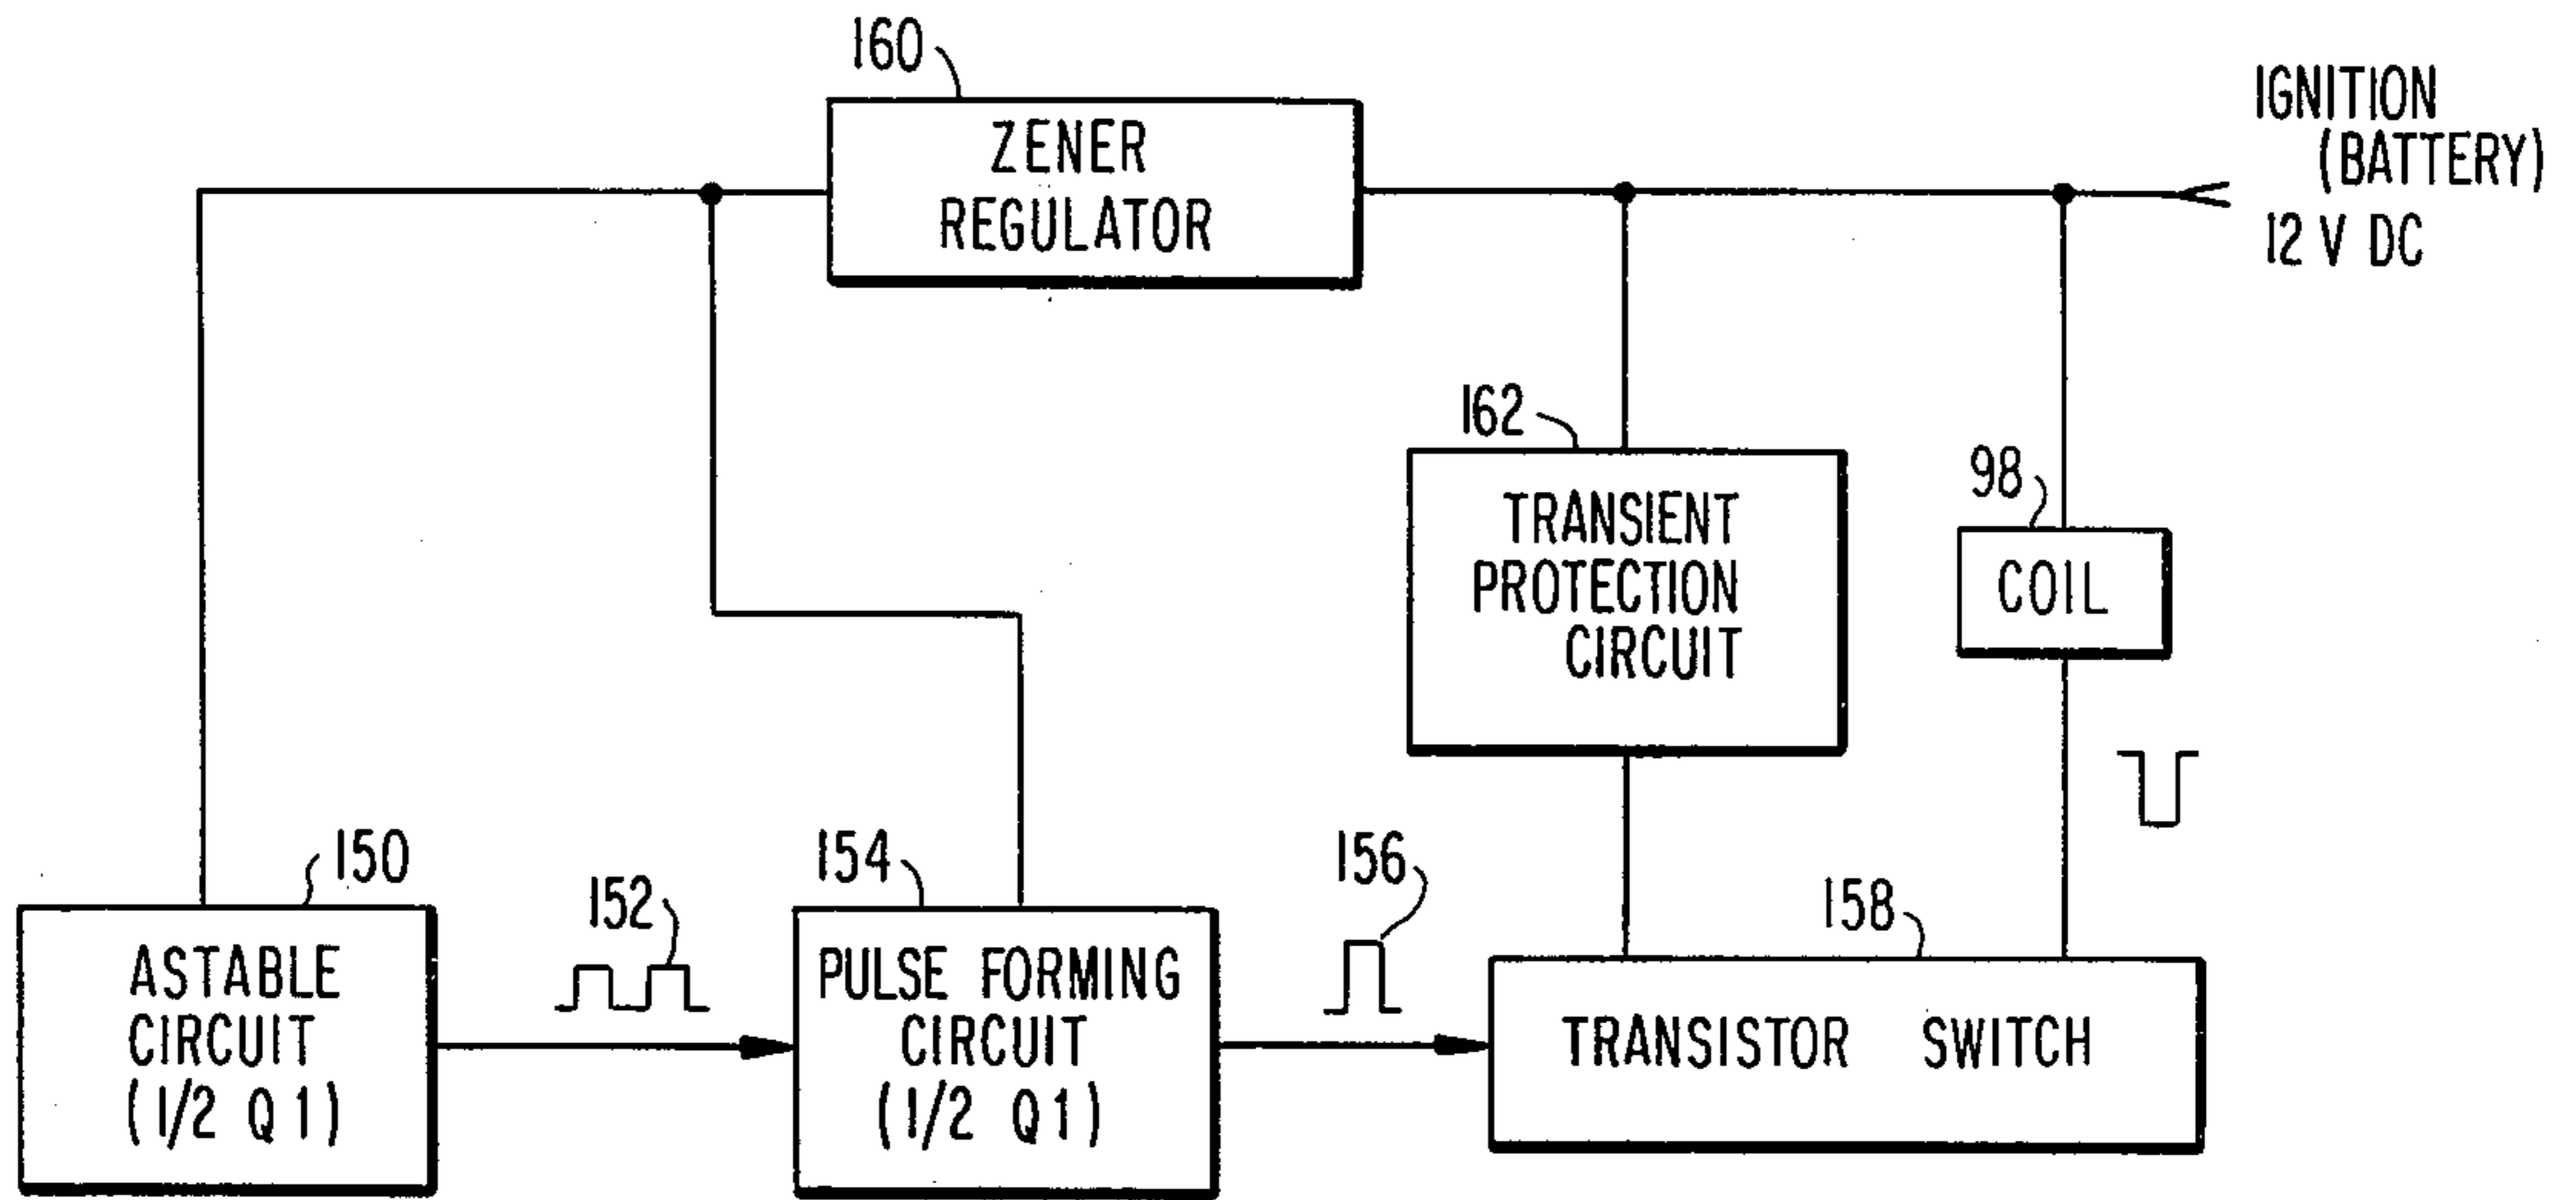 160
ZENER
REGULATOR
IGNITION
(BATTERY)
12 V DC
162
TRANSIENT
PROTECTION
CIRCUIT
98
COIL
150
ASTABLE
CIRCUIT
(1/2 Q1)
152
154
PULSE FORMING
CIRCUIT
(1/2 Q1)
156
158
TRANSISTOR SWITCH